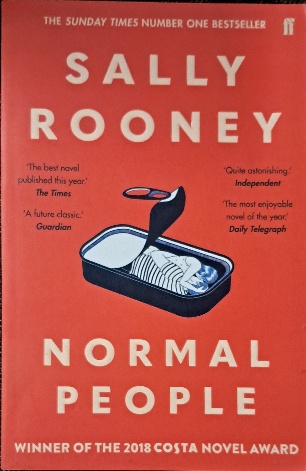 THE SUNDAY TIMES NUMBER ONE BESTSELLER
ff
SALLY
ROONEY
'The best novel
published this year.'
The Times
'A future classic.'
Guardian
'Quite astonishing.'
Independent
'The most enjoyable
novel of the year.'
Daily Telegraph
NORMAL
PEOPLE
WINNER OF THE 2018 COSTA NOVEL AWARD